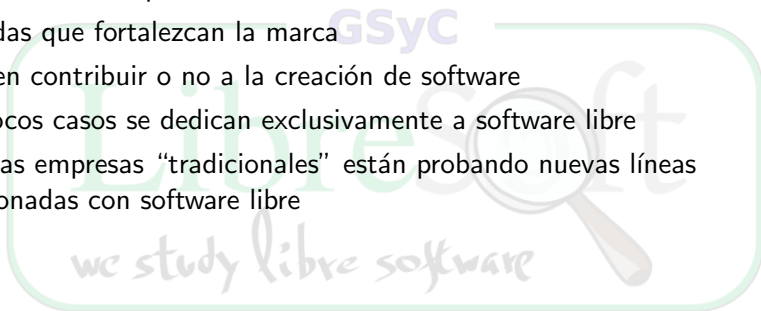 das que fortalezcan la marca
GSyC
en contribuir o no a la creación de software
ocos casos se dedican exclusivamente a software libre
as empresas “tradicionales” están probando nuevas líneas
onadas con software libre
LibreSoft
we study libre software